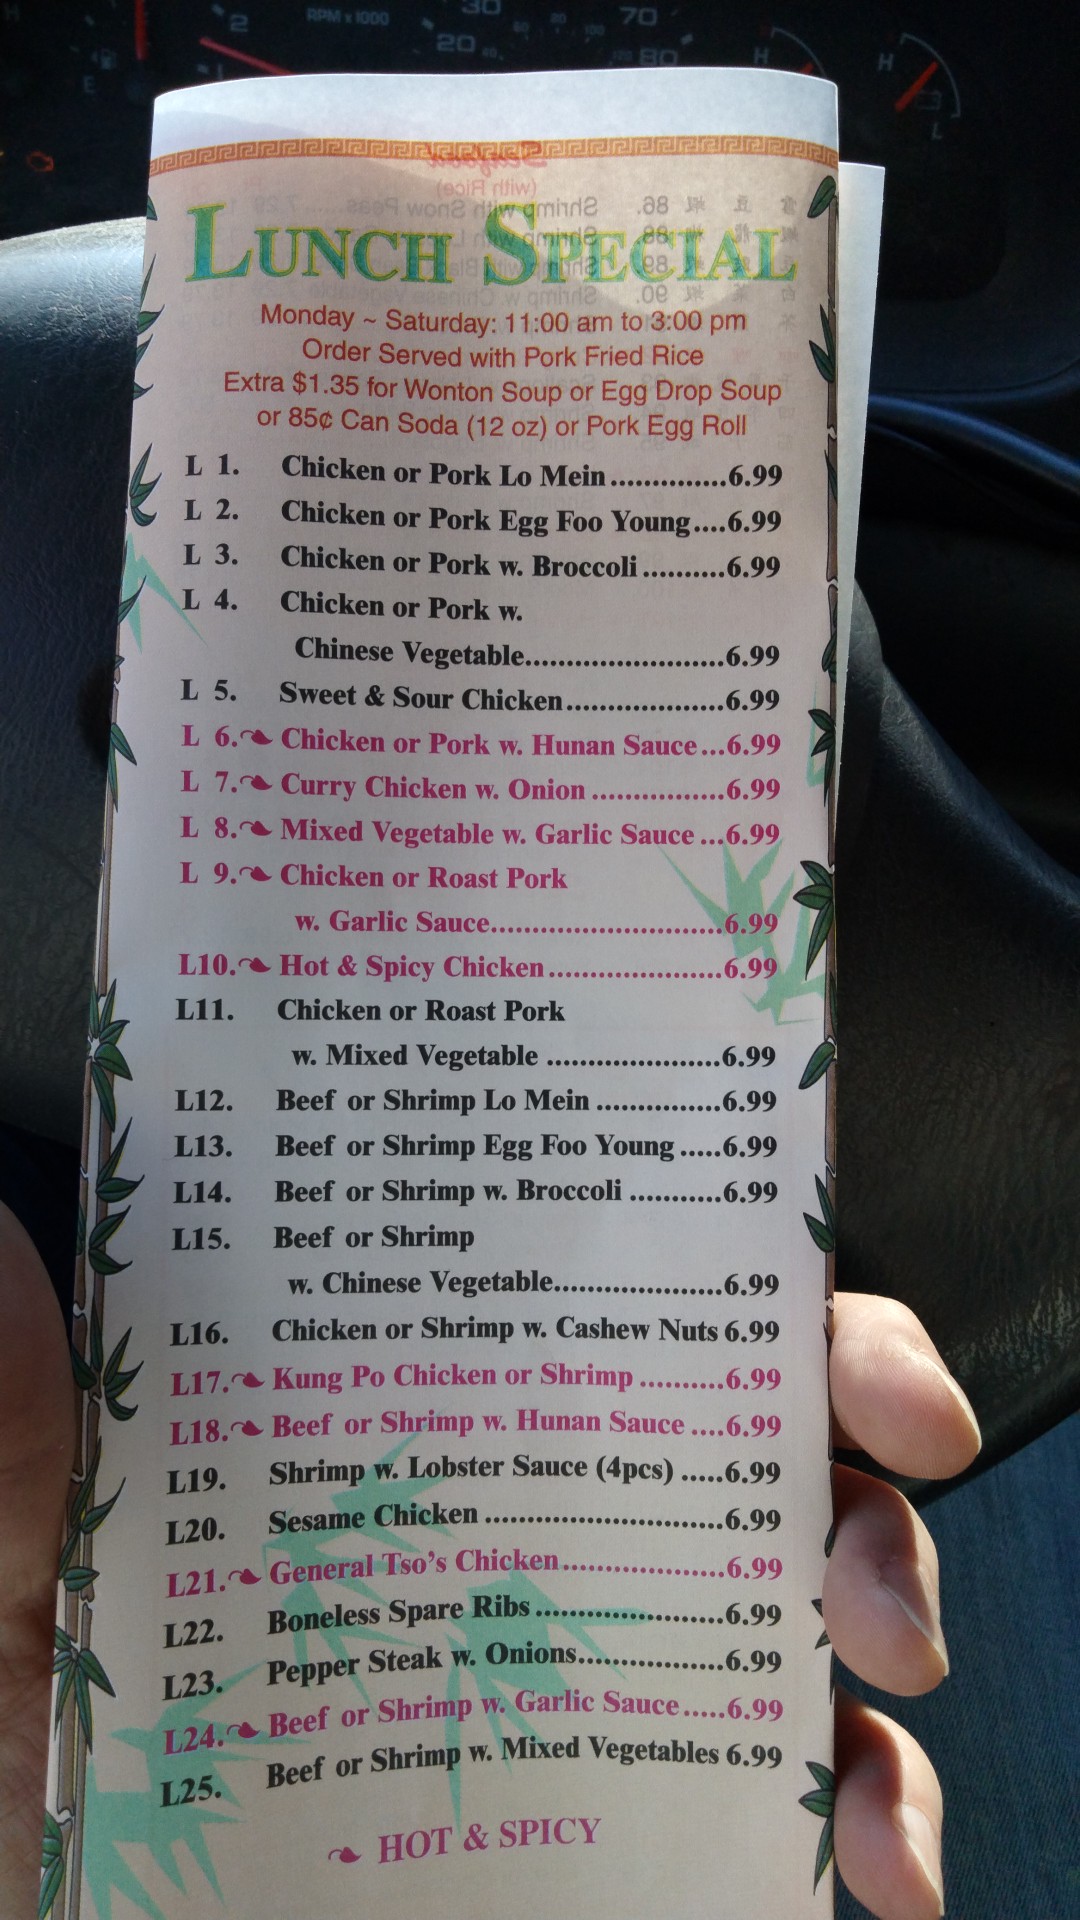 RPM x 1000
2
1
30
20
70
80
H
H
H
E
L
LUNCH SPECIAL
Monday ~ Saturday: 11:00 am to 3:00 pm
Order Served with Pork Fried Rice
Extra $1.35 for Wonton Soup or Egg Drop Soup
or 85¢ Can Soda (12 oz) or Pork Egg Roll
L 1. Chicken or Pork Lo Mein..............6.99
L 2. Chicken or Pork Egg Foo Young....6.99
L 3. Chicken or Pork w. Broccoli..........6.99
L 4. Chicken or Pork w.
Chinese Vegetable........................6.99
L 5. Sweet & Sour Chicken...................6.99
L 6. Chicken or Pork w. Hunan Sauce...6.99
L 7. Curry Chicken w. Onion ................6.99
L 8. Mixed Vegetable w. Garlic Sauce ...6.99
L 9. Chicken or Roast Pork
w. Garlic Sauce............................6.99
L10. Hot & Spicy Chicken.....................6.99
L11. Chicken or Roast Pork
w. Mixed Vegetable .....................6.99
L12. Beef or Shrimp Lo Mein ...............6.99
L13. Beef or Shrimp Egg Foo Young .....6.99
L14. Beef or Shrimp w. Broccoli ...........6.99
L15. Beef or Shrimp
w. Chinese Vegetable.....................6.99
L16. Chicken or Shrimp w. Cashew Nuts 6.99
L17. Kung Po Chicken or Shrimp ..........6.99
L18. Beef or Shrimp w. Hunan Sauce ....6.99
L19. Shrimp w. Lobster Sauce (4pcs) .....6.99
L20. Sesame Chicken .............................6.99
L21. General Tso's Chicken....................6.99
L22. Boneless Spare Ribs .......................6.99
L23. Pepper Steak w. Onions..................6.99
L24. Beef or Shrimp w. Garlic Sauce.....6.99
L25. Beef or Shrimp w. Mixed Vegetables 6.99
HOT & SPICY